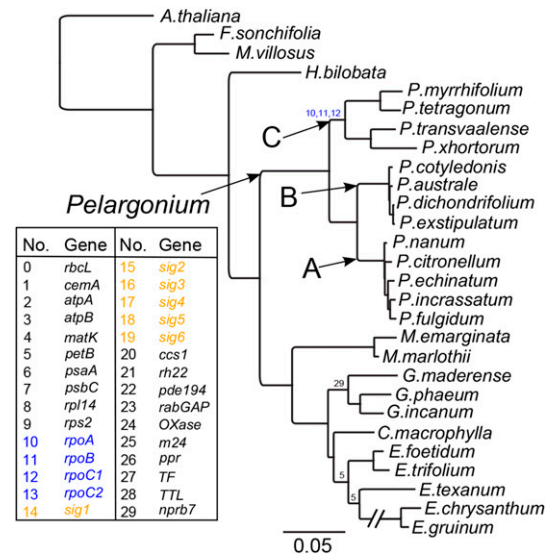 A.thaliana
F.sonchifolia
M.villosus
H.bilobata
P.myrrhifolium
10,11,12
P.tetragonum
C
P.transvaalense
P.xhortorum
P.cotyledonis
Pelargonium
B
P.australe
P.dichondrifolium
P.exstipulatum
P.nanum
A
P.citronellum
P.echinatum
P.incrassatum
P.fulgidum
M.emarginata
M.marlothii
G.maderense
29
G.phaeum
G.incanum
C.macrophylla
E.foetidum
5
E.trifolium
5
E.texanum
E.chrysanthum
E.gruinum
0.05
No. Gene No. Gene
0 rbcL 15 sig2
1 cemA 16 sig3
2 atpA 17 sig4
3 atpB 18 sig5
4 matK 19 sig6
5 petB 20 ccs1
6 psaA 21 rh22
7 psbC 22 pde194
8 rpl14 23 rabGAP
9 rps2 24 OXase
10 rpoA 25 m24
11 rpoB 26 ppr
12 rpoC1 27 TF
13 rpoC2 28 TTL
14 sig1 29 nprb7